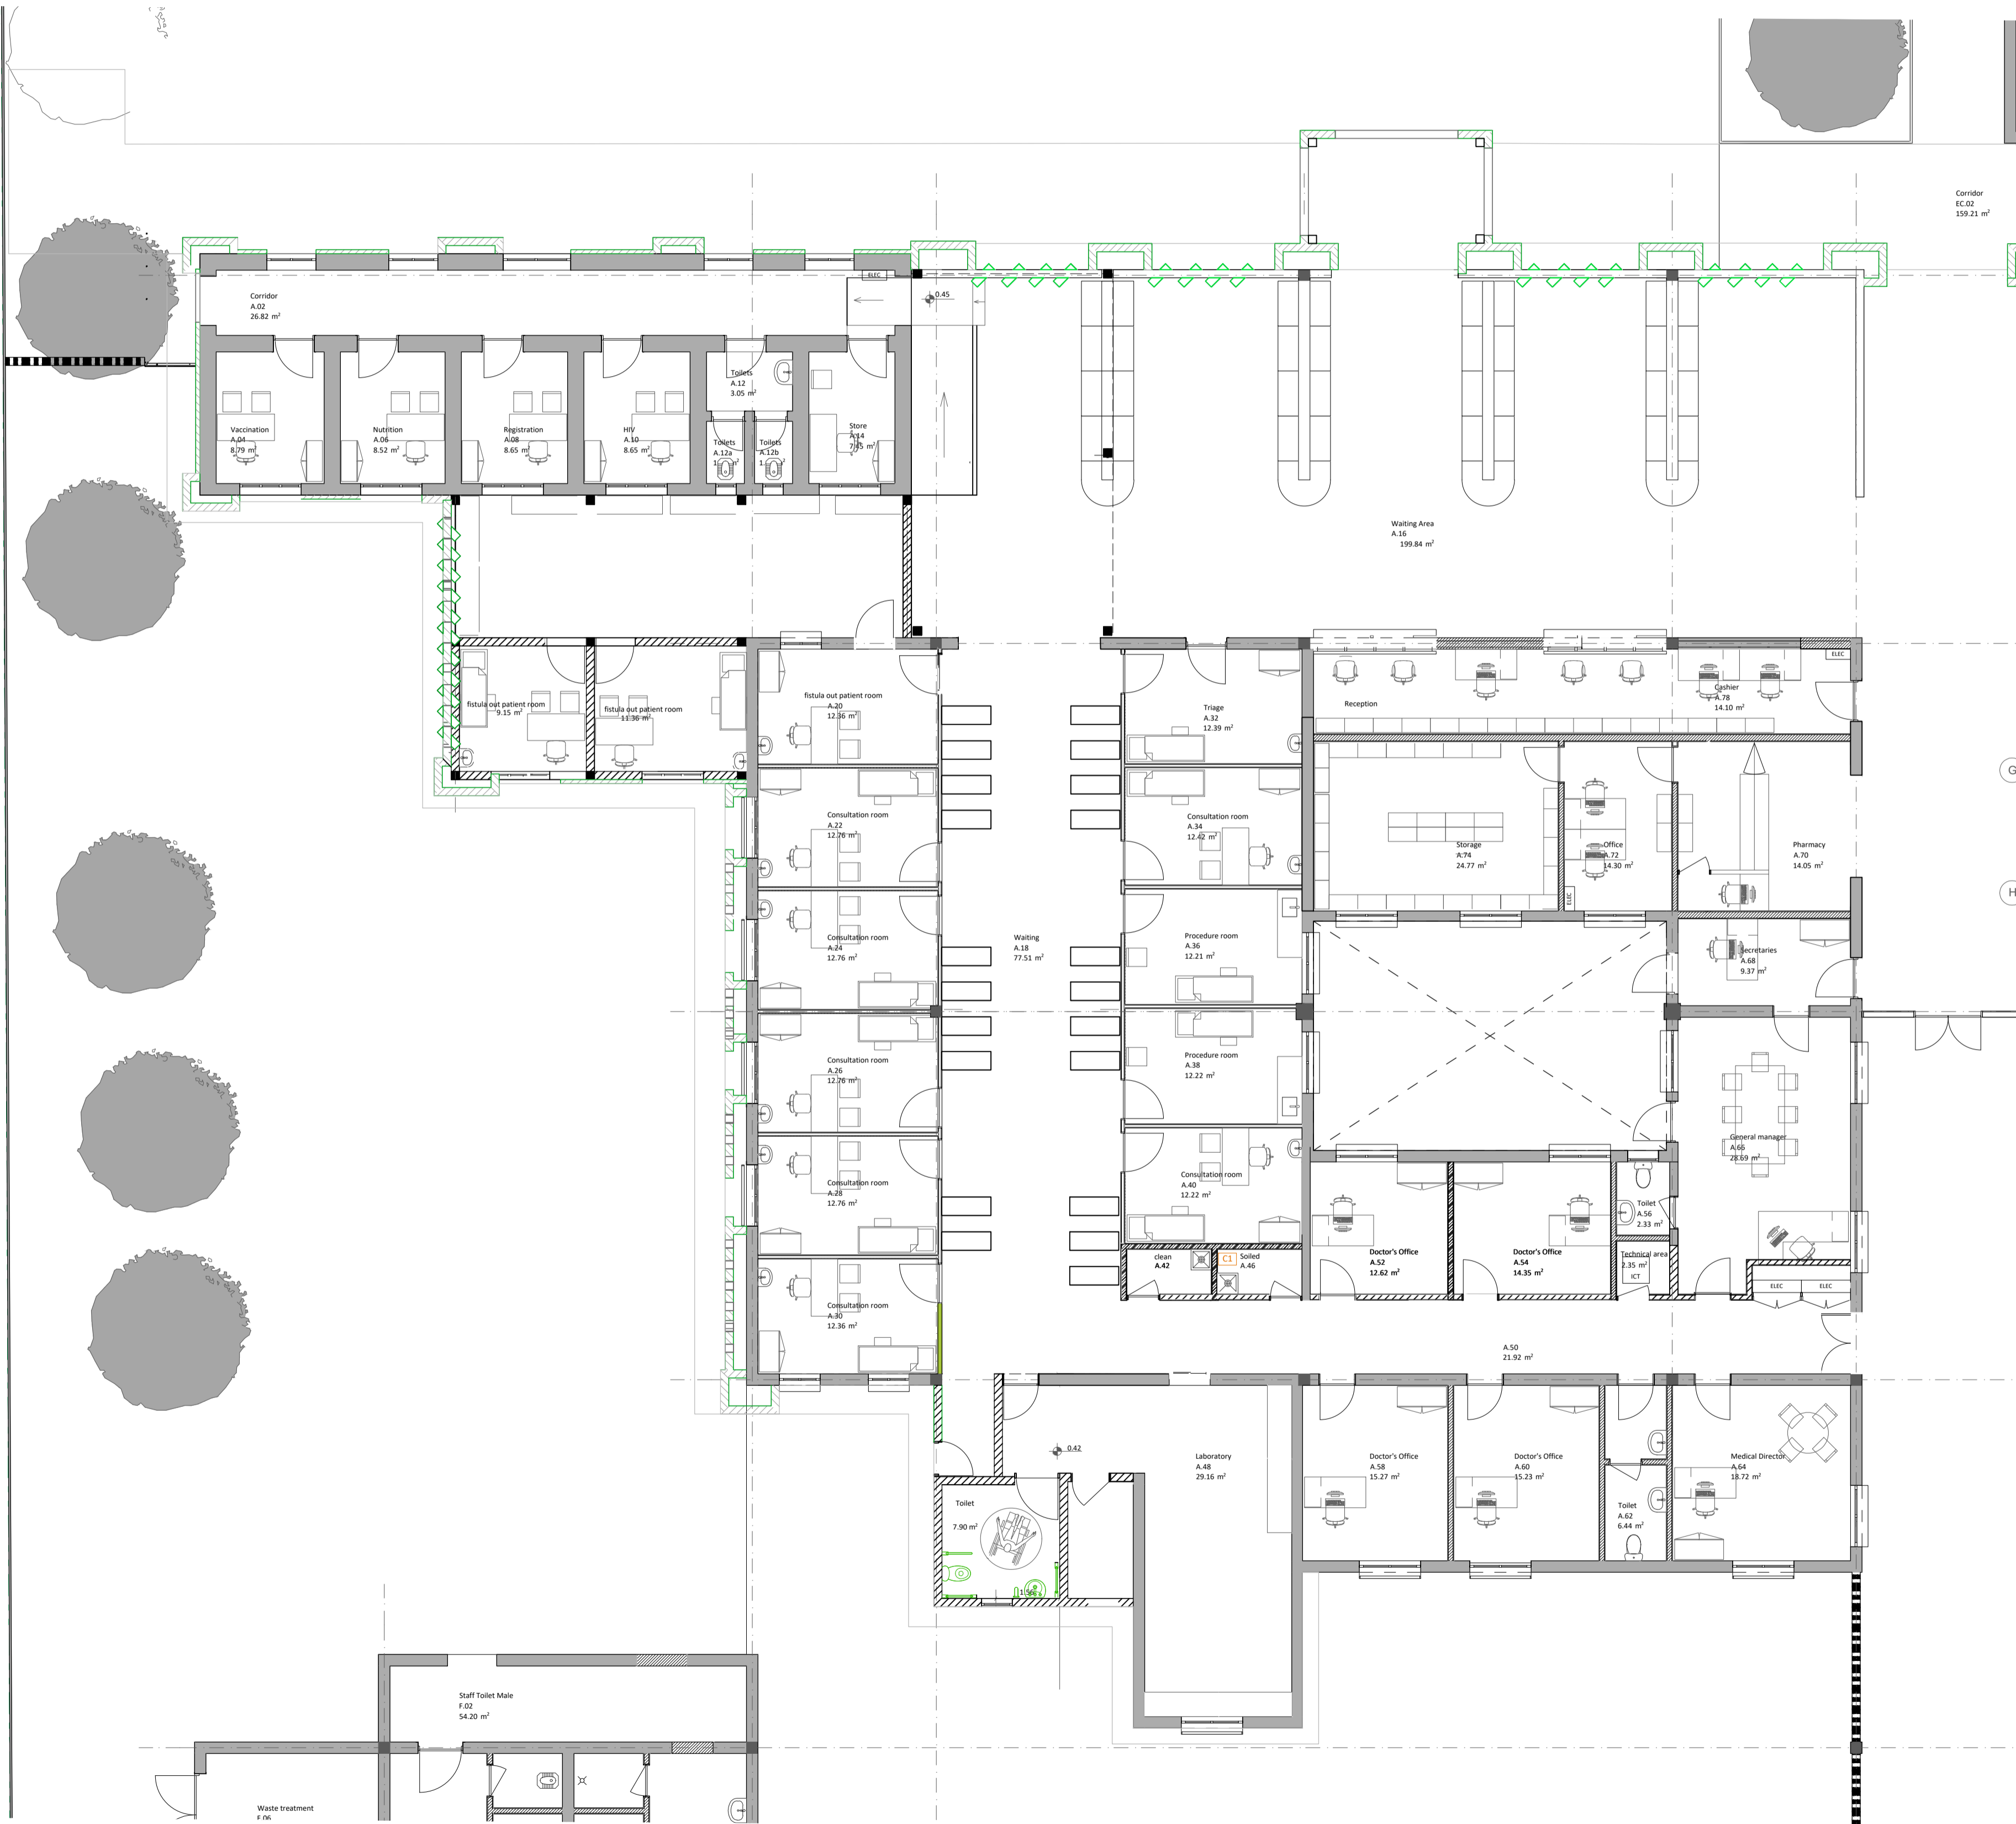 Corridor
EC.02
159.21 m²
ELEC
Corridor
A.02
26.82 m²
0.45
Toilets
A.12
3.05 m²
Vaccination
A.04
8.79 m²
Nutrition
A.06
8.52 m²
Registration
A.08
8.65 m²
HIV
A.10
8.65 m²
Toilets
A.12a
Toilets
A.12b
Store
A.14
7.45 m²
Waiting Area
A.16
199.84 m²
fistula out patient room
9.15 m²
fistula out patient room
11.36 m²
fistula out patient room
A.20
12.36 m²
Triage
A.32
12.39 m²
Reception
ELEC
Cashier
A.78
14.10 m²
G
Consultation room
A.22
12.76 m²
Consultation room
A.34
12.42 m²
Storage
A.74
24.77 m²
Office
A.72
14.30 m²
ELEC
Pharmacy
A.70
14.05 m²
H
Consultation room
A.24
12.76 m²
Waiting
A.18
77.51 m²
Procedure room
A.36
12.21 m²
Secretaries
A.68
9.37 m²
Consultation room
A.26
12.76 m²
Procedure room
A.38
12.22 m²
General manager
A.66
28.69 m²
Consultation room
A.28
12.76 m²
Consultation room
A.40
12.22 m²
Toilet
A.56
2.33 m²
clean
A.42
C1
Soiled
A.46
Doctor's Office
A.52
12.62 m²
Doctor's Office
A.54
14.35 m²
Technical area
2.35 m²
ICT
ELEC
ELEC
Consultation room
A.30
12.36 m²
A.50
21.92 m²
0.42
Laboratory
A.48
29.16 m²
Doctor's Office
A.58
15.27 m²
Doctor's Office
A.60
15.23 m²
Medical Director
A.64
18.72 m²
Toilet
7.90 m²
1.56
Toilet
A.62
6.44 m²
Staff Toilet Male
F.02
54.20 m²
Waste treatment
F.06